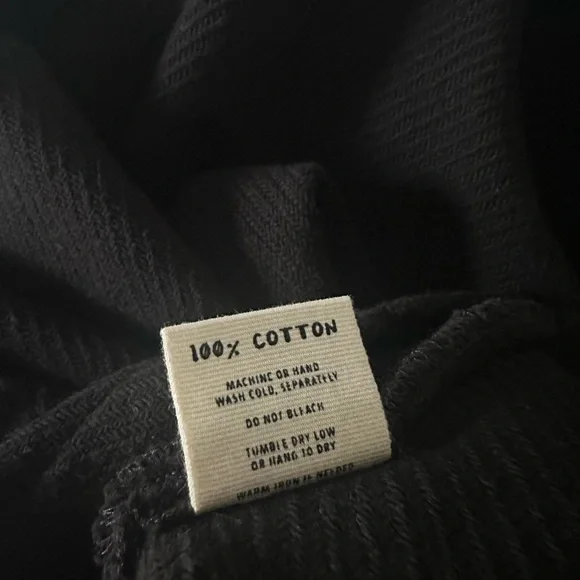 100% COTTON
MACHINE OR HAND
WASH COLD, SEPARATELY
DO NOT BLEACH
TUMBLE DRY LOW
OR HANG TO DRY
WARM IRON IS NEEDED